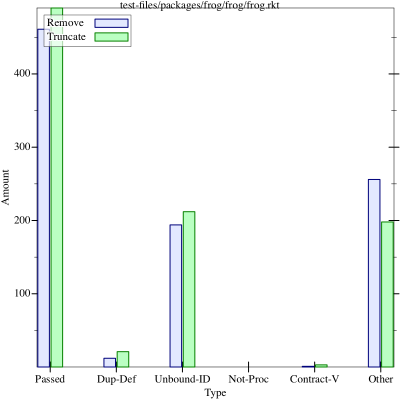 test-files/packages/frog/frog/frog.rkt
Remove
Truncate
400
300
200
100
Amount
Passed Dup-Def Unbound-ID Not-Proc Contract-V Other
Type